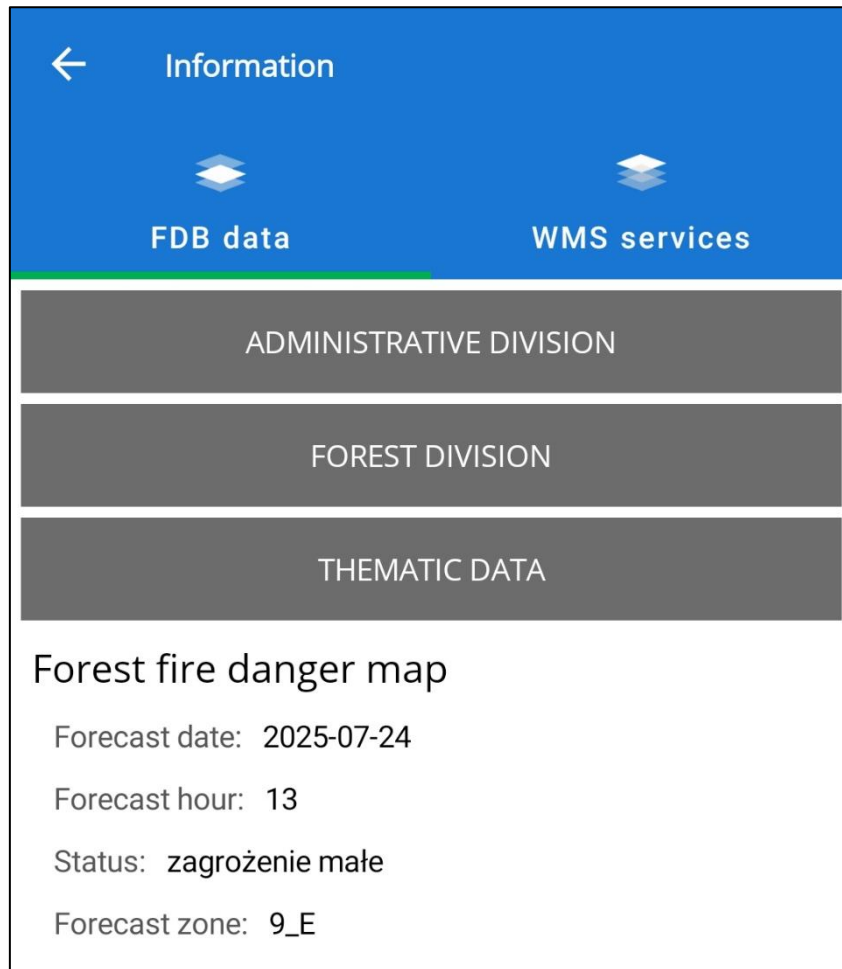 Information
FDB data
WMS services
ADMINISTRATIVE DIVISION
FOREST DIVISION
THEMATIC DATA
Forest fire danger map
Forecast date: 2025-07-24
Forecast hour: 13
Status: zagrożenie małe
Forecast zone: 9_E